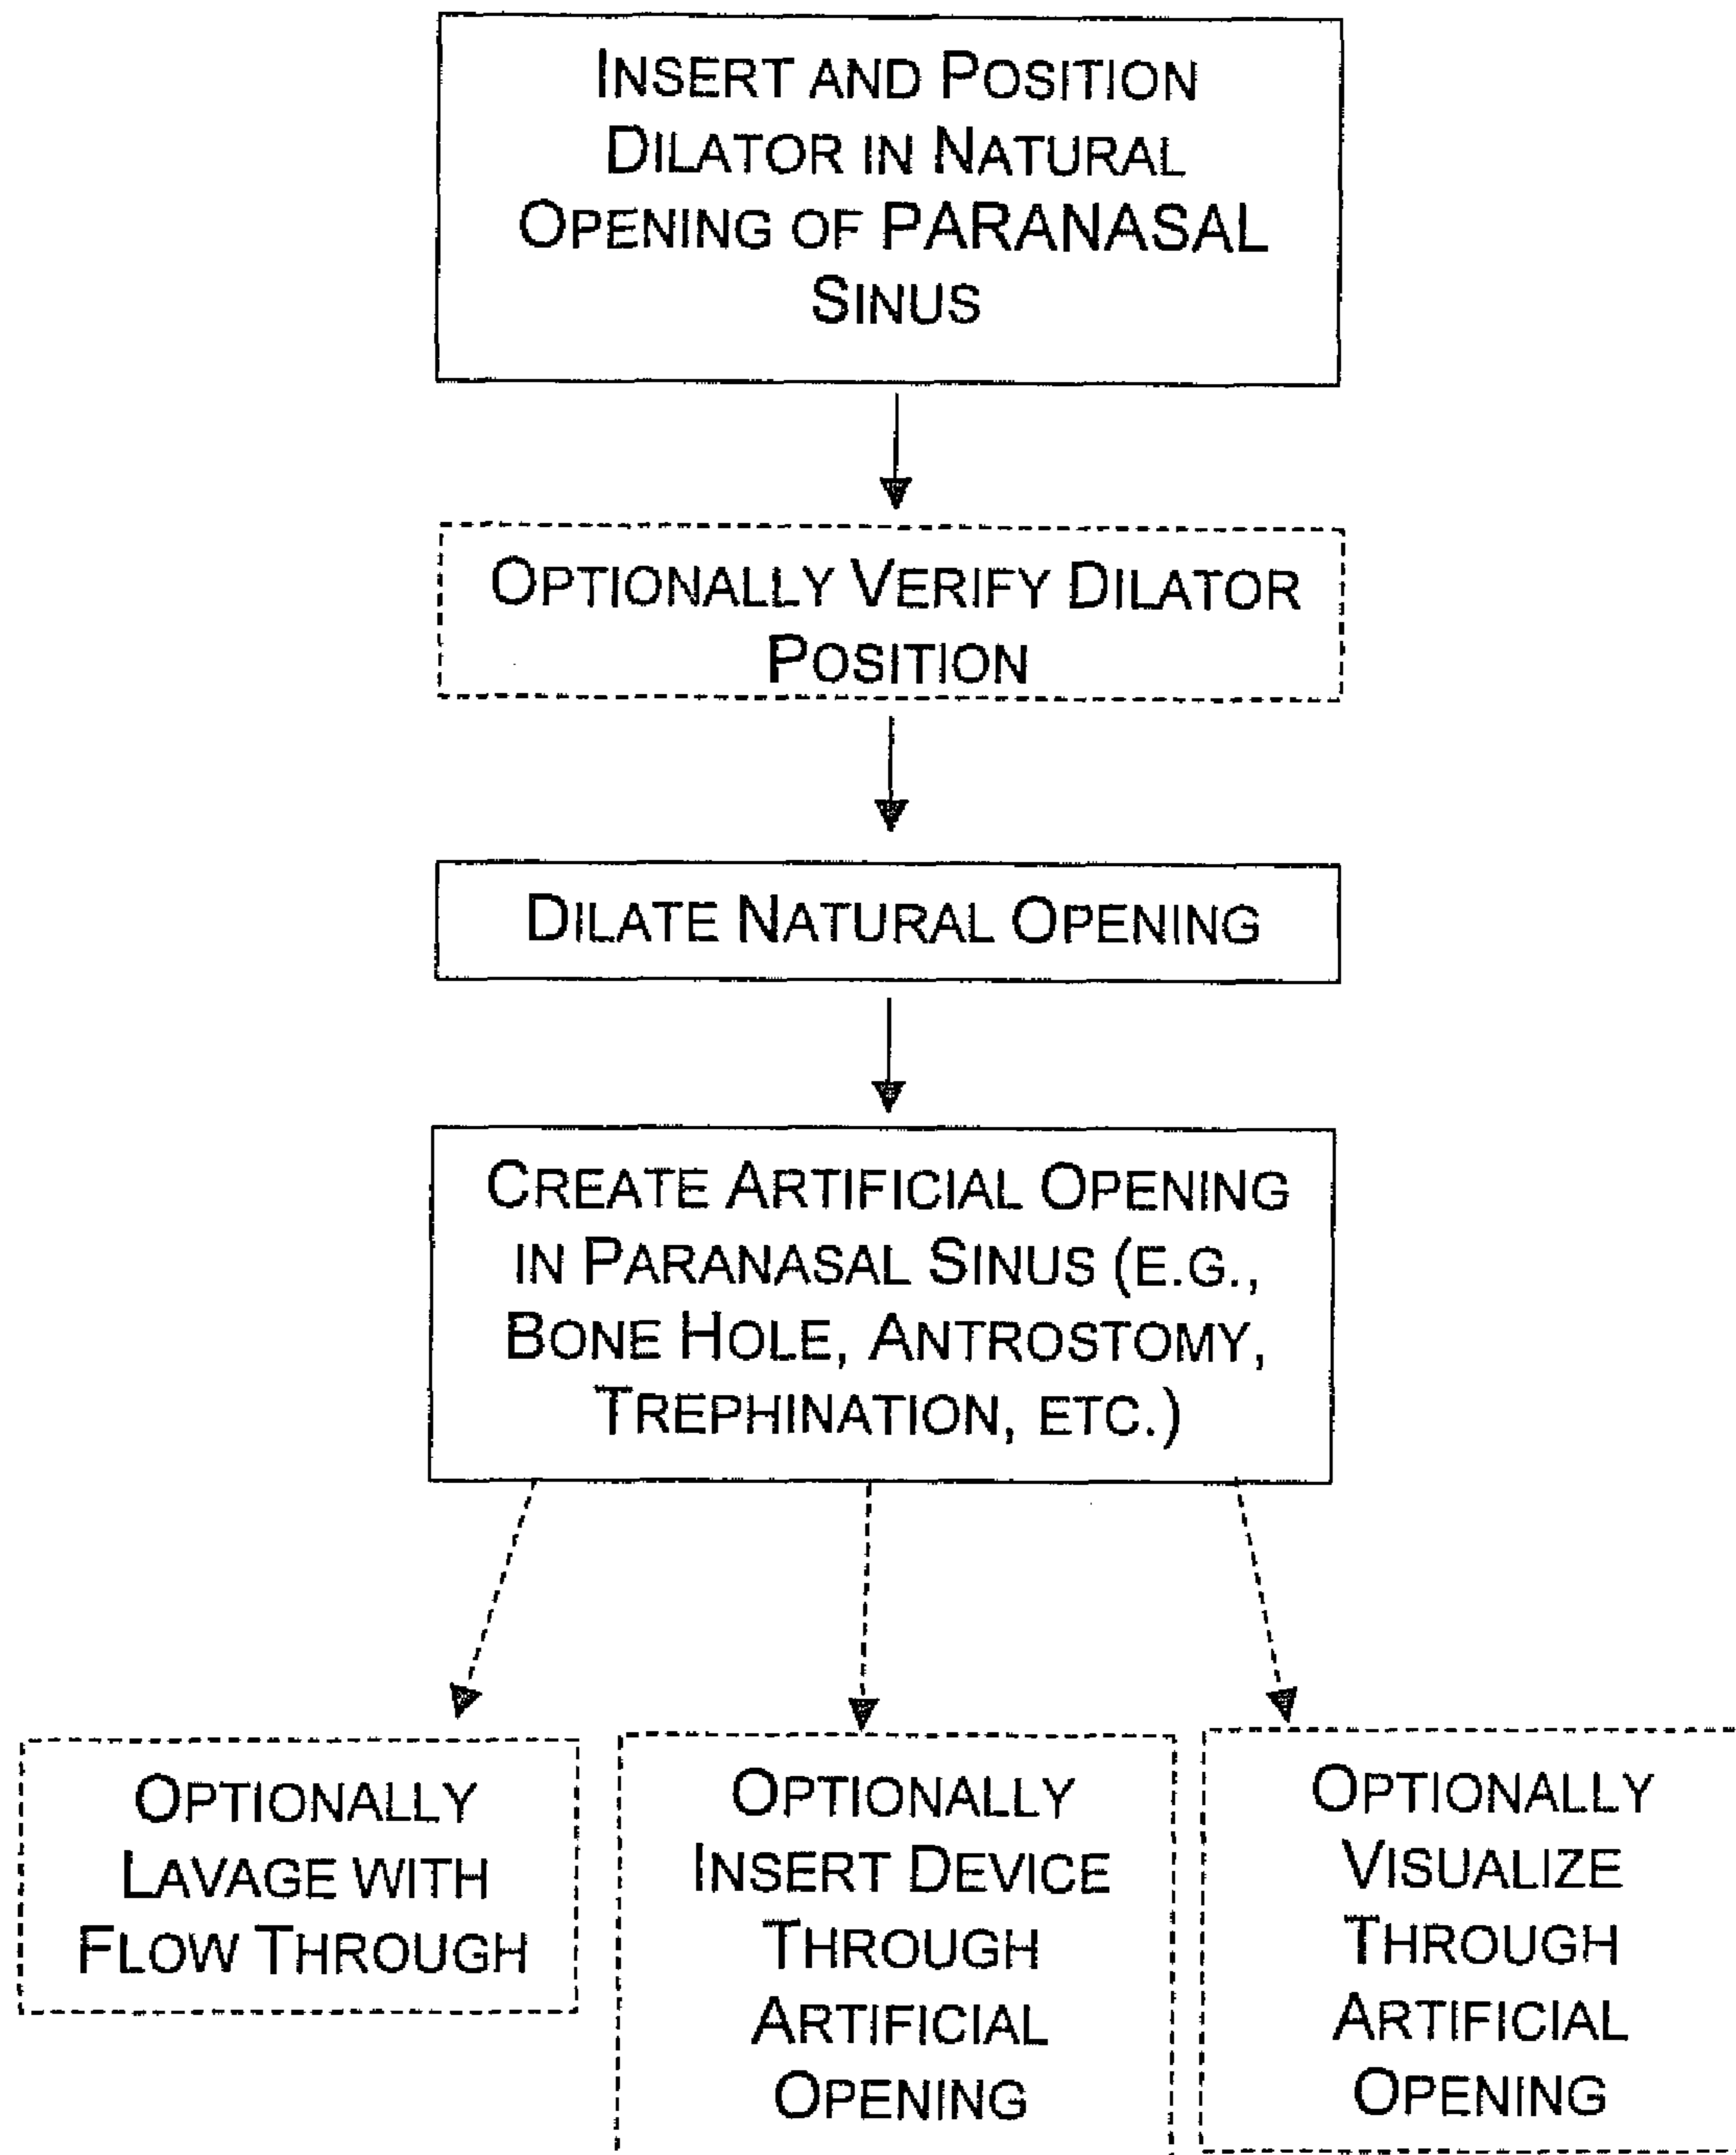 INSERT AND POSITION
DILATOR IN NATURAL
OPENING OF PARANASAL
SINUS
OPTIONALLY VERIFY DILATOR
POSITION
DILATE NATURAL OPENING
CREATE ARTIFICIAL OPENING
IN PARANASAL SINUS (E.G.,
BONE HOLE, ANTROSTOMY,
TREPHINATION, ETC.)
OPTIONALLY
LAVAGE WITH
FLOW THROUGH
OPTIONALLY
INSERT DEVICE
THROUGH
ARTIFICIAL
OPENING
OPTIONALLY
VISUALIZE
THROUGH
ARTIFICIAL
OPENING